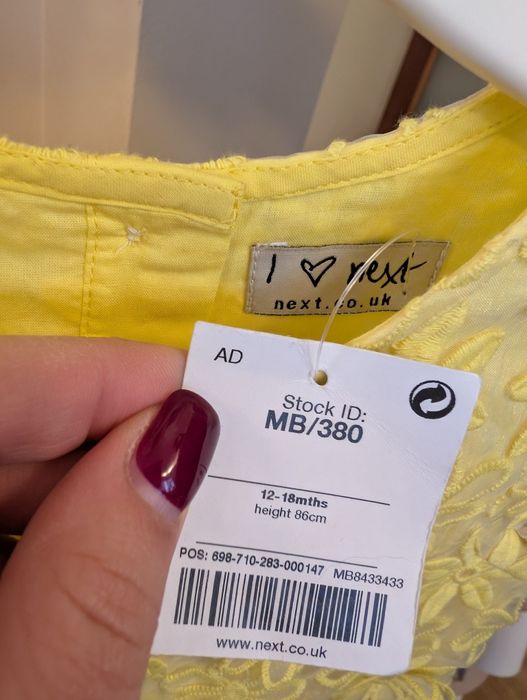 I ♡ next
next.co.uk
AD
Stock ID:
MB/380
12-18mths
height 86cm
POS: 698-710-283-000147 MB8433433
www.next.co.uk